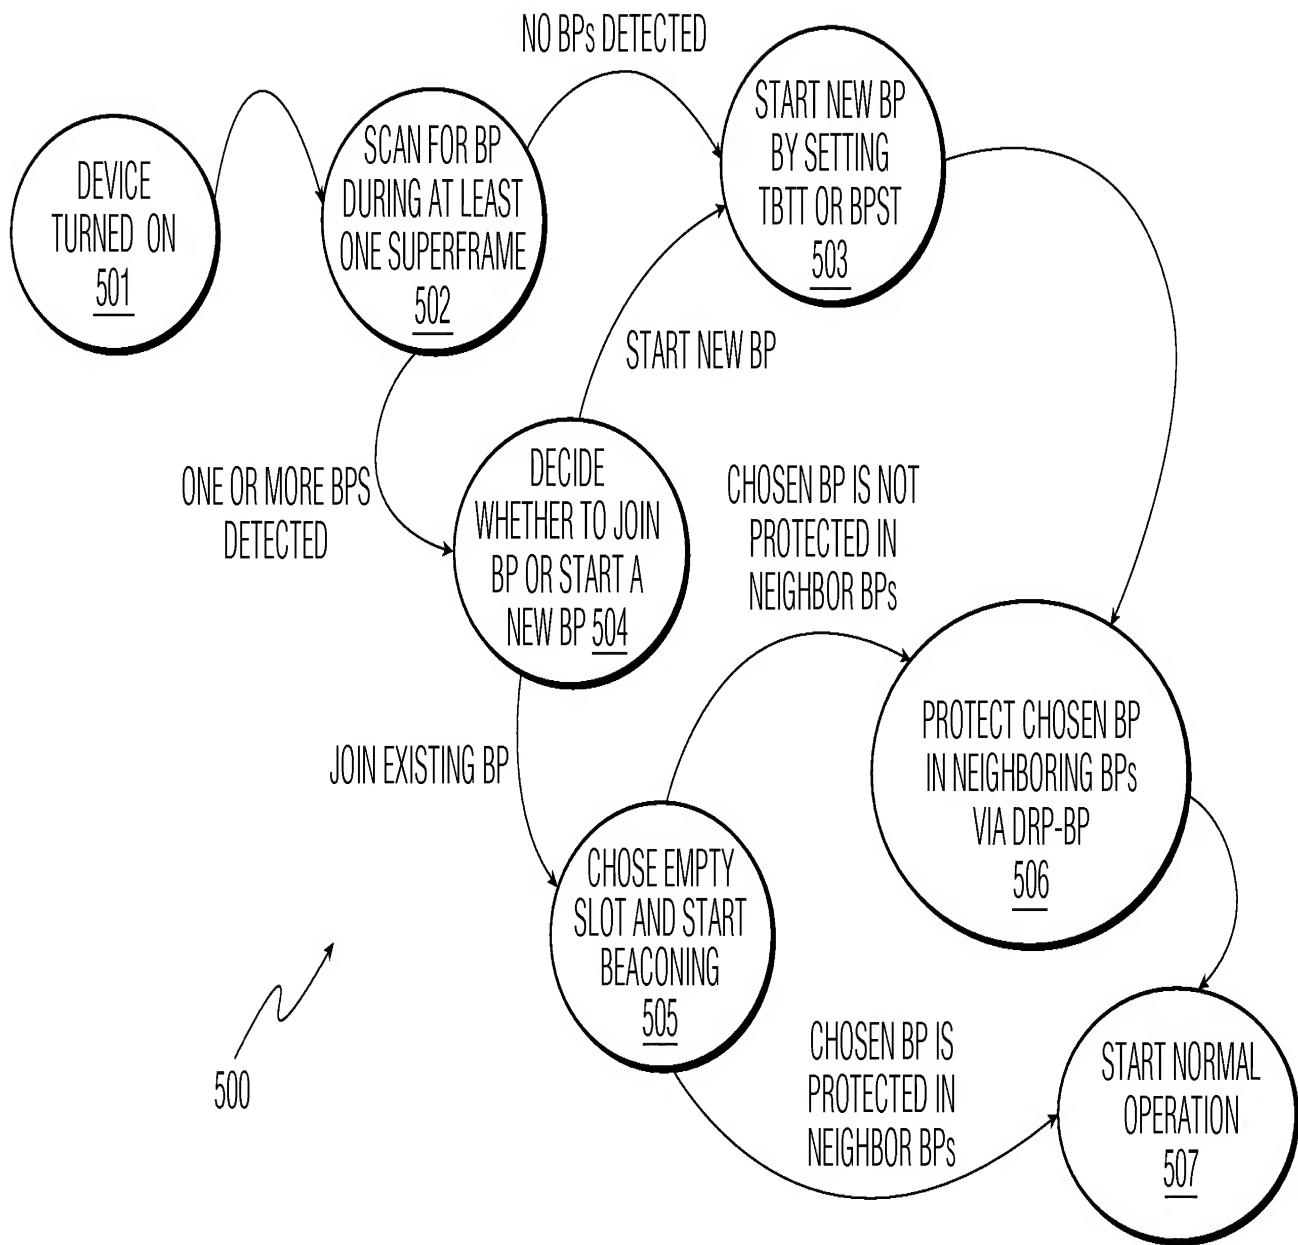 NO BPs DETECTED
DEVICE
TURNED ON
501
SCAN FOR BP
DURING AT LEAST
ONE SUPERFRAME
502
START NEW BP
BY SETTING
TBTT OR BPST
503
START NEW BP
ONE OR MORE BPS
DETECTED
DECIDE
WHETHER TO JOIN
BP OR START A
NEW BP 504
CHOSEN BP IS NOT
PROTECTED IN
NEIGHBOR BPs
JOIN EXISTING BP
PROTECT CHOSEN BP
IN NEIGHBORING BPs
VIA DRP-BP
506
CHOSE EMPTY
SLOT AND START
BEACONING
505
500
CHOSEN BP IS
PROTECTED IN
NEIGHBOR BPs
START NORMAL
OPERATION
507